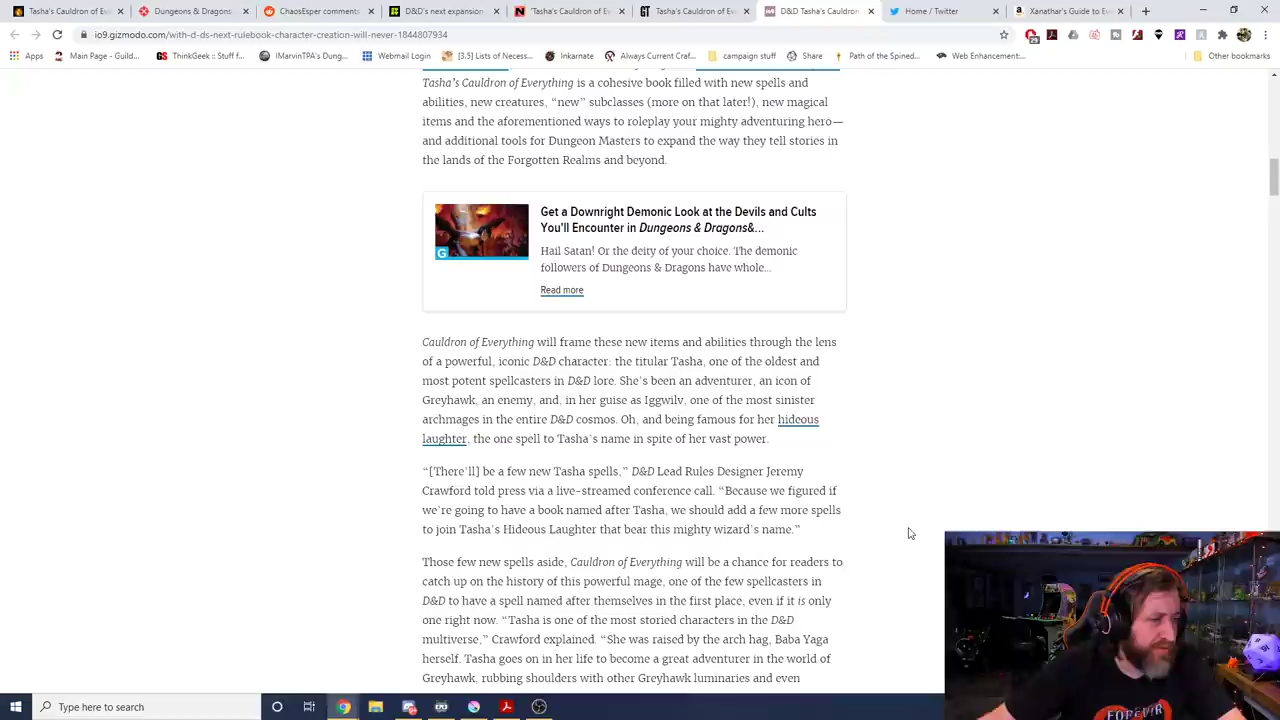 Tasha's Cauldron of E
Dungeons & Dragons
ChaosEsper comments
D&D's next expansion
'Tasha's Cauldron of Ev
Tasha's Cauldron of Ev
D&D Tasha's Cauldron
Home / Twitter
Xanathar's Guide to Ev
io9.gizmodo.com/with-d-ds-next-rulebook-character-creation-will-never-1844807934
Apps
Main Page - Guild...
ThinkGeek :: Stuff f...
IMarvinTPA's Dung...
Webmail Login
[3.5] Lists of Necess...
Inkarnate
Always Current Craf...
campaign stuff
Share
Path of the Spined...
Web Enhancement:...
Other bookmarks
Tasha's Cauldron of Everything is a cohesive book filled with new spells and
abilities, new creatures, “new” subclasses (more on that later!), new magical
items and the aforementioned ways to roleplay your mighty adventuring hero—
and additional tools for Dungeon Masters to expand the way they tell stories in
the lands of the Forgotten Realms and beyond.
G
Get a Downright Demonic Look at the Devils and Cults
You'll Encounter in Dungeons & Dragons&...
Hail Satan! Or the deity of your choice. The demonic
followers of Dungeons & Dragons have whole...
Read more
Cauldron of Everything will frame these new items and abilities through the lens
of a powerful, iconic D&D character: the titular Tasha, one of the oldest and
most potent spellcasters in D&D lore. She's been an adventurer, an icon of
Greyhawk, an enemy, and, in her guise as Iggwilv, one of the most sinister
archmages in the entire D&D cosmos. Oh, and being famous for her hideous
laughter, the one spell to Tasha's name in spite of her vast power.
“[There'll] be a few new Tasha spells,” D&D Lead Rules Designer Jeremy
Crawford told press via a live-streamed conference call. “Because we figured if
we're going to have a book named after Tasha, we should add a few more spells
to join Tasha's Hideous Laughter that bear this mighty wizard's name.”
Those few new spells aside, Cauldron of Everything will be a chance for readers to
catch up on the history of this powerful mage, one of the few spellcasters in
D&D to have a spell named after themselves in the first place, even if it is only
one right now. “Tasha is one of the most storied characters in the D&D
multiverse,” Crawford explained. “She was raised by the arch hag, Baba Yaga
herself. Tasha goes on in her life to become a great adventurer in the world of
Greyhawk, rubbing shoulders with other Greyhawk luminaries and even
Type here to search
FOREVER